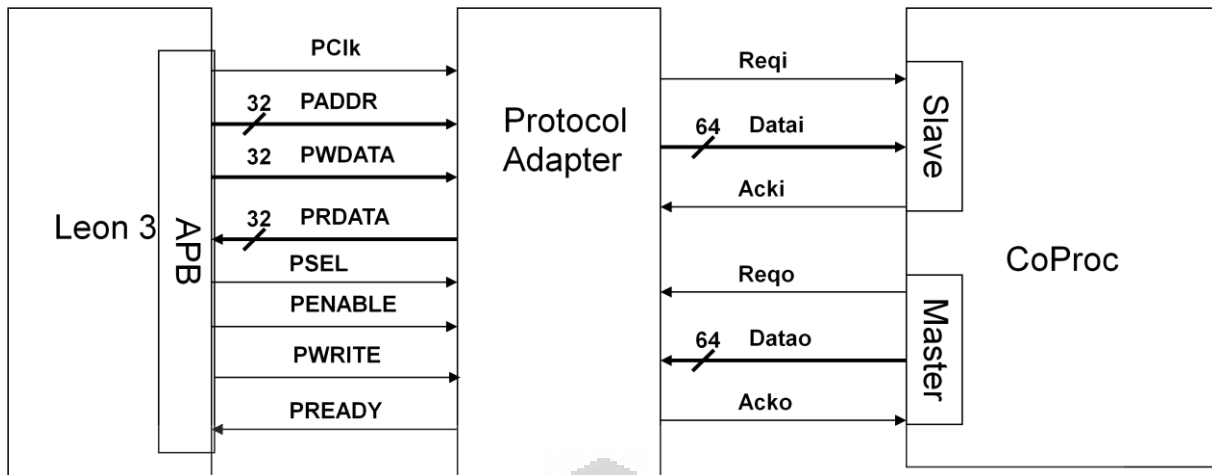 Leon 3
APB
PClk
32 PADDR
32 PWDATA
32 PRDATA
PSEL
PENABLE
PWRITE
PREADY
Protocol
Adapter
Reqi
64 Datai
Acki
Reqo
64 Datao
Acko
Slave
Master
CoProc